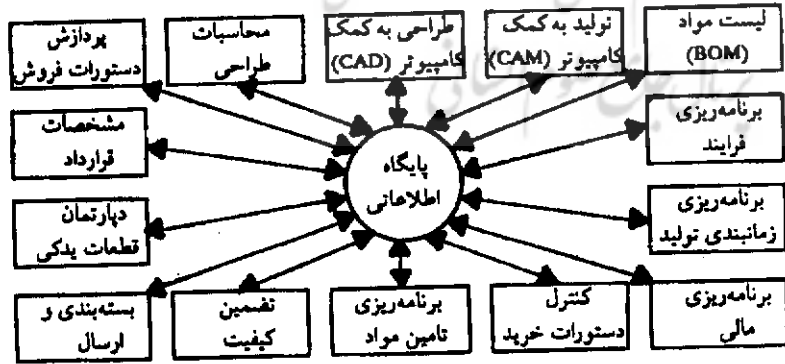 لیست مواد
(BOM)
تولید به کمک
کامپیوتر (CAM)
طراحی به کمک
کامپیوتر (CAD)
محاسبات
طراحی
پردازش
دستورات فروش
مشخصات
قرارداد
دپارتمان
قطعات یدکی
بسته‌بندی و
ارسال
تضمین
کیفیت
برنامه‌ریزی
تامین مواد
کنترل
دستورات خرید
برنامه‌ریزی
مالی
برنامه‌ریزی
زمانبندی تولید
برنامه‌ریزی
فرایند
پایگاه
اطلاعاتی